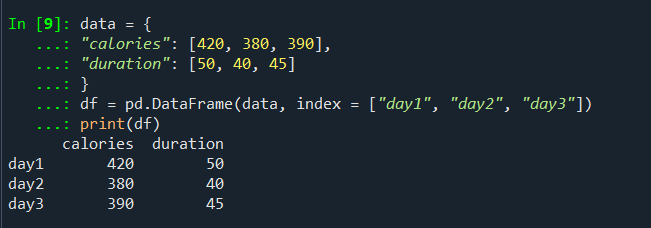 In [9]: data = {
   ...: "calories": [420, 380, 390],
   ...: "duration": [50, 40, 45]
   ...: }
   ...: df = pd.DataFrame(data, index = ["day1", "day2", "day3"])
   ...: print(df)
      calories  duration
day1       420        50
day2       380        40
day3       390        45